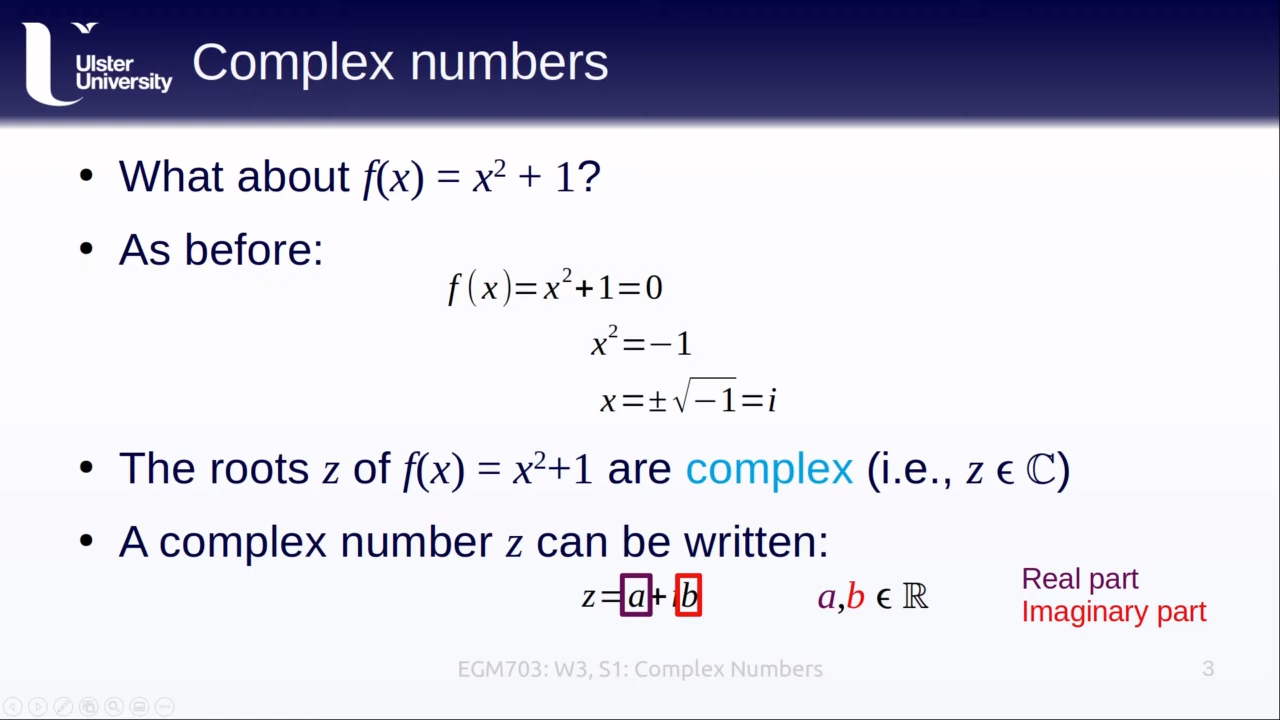 Ulster
University
Complex numbers
• What about f(x) = x² + 1?
• As before:
f(x)=x²+1=0
x²=−1
x=±√−1=i
• The roots z of f(x) = x²+1 are complex (i.e., z ϵ ℂ)
• A complex number z can be written:
z=a+ib
a,b ϵ ℝ
Real part
Imaginary part
EGM703: W3, S1: Complex Numbers
3